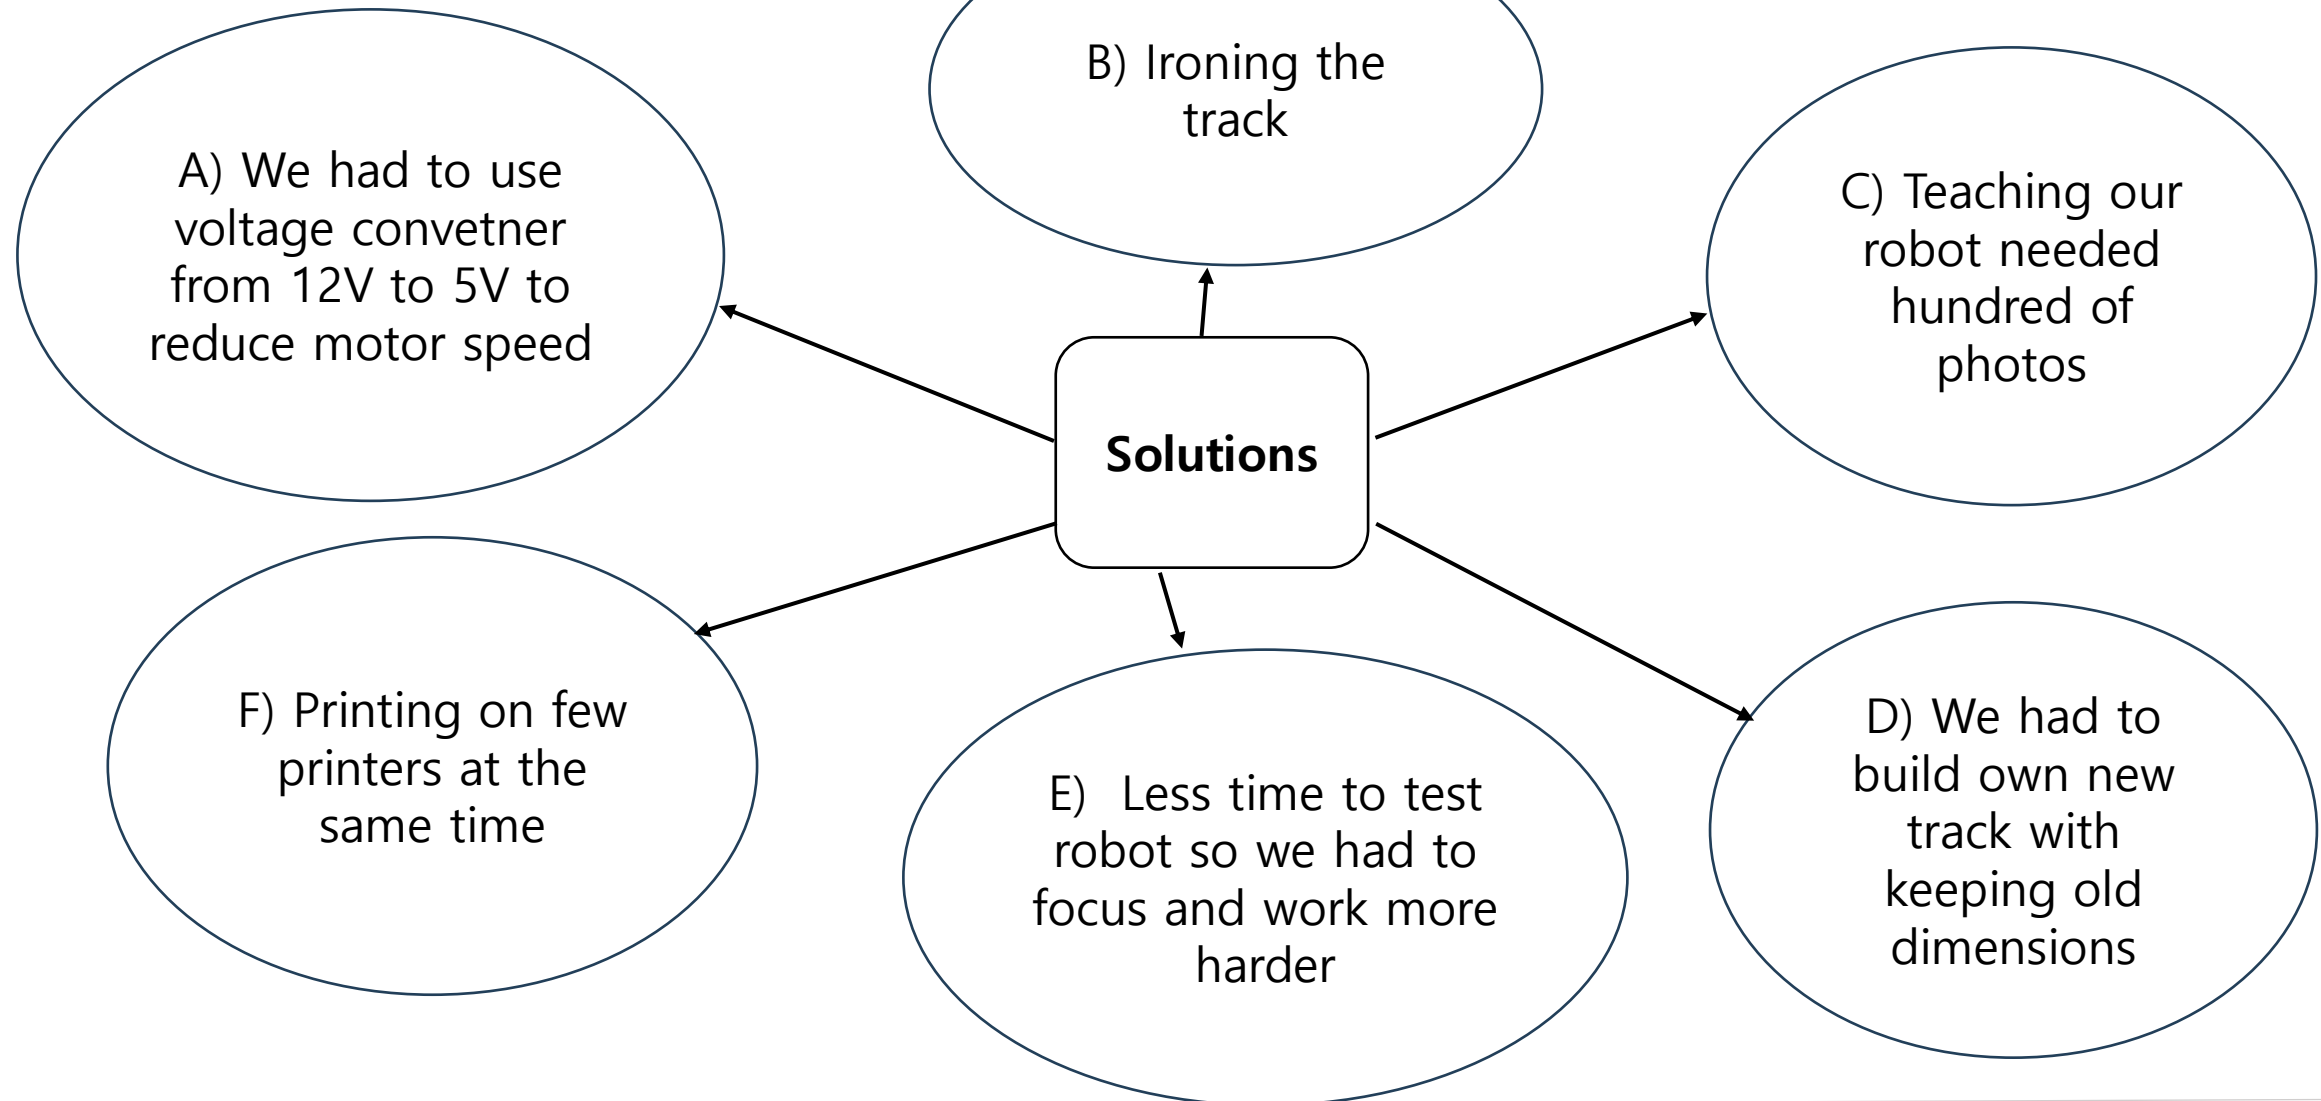 A) We had to use
voltage convetner
from 12V to 5V to
reduce motor speed
B) Ironing the
track
C) Teaching our
robot needed
hundred of
photos
Solutions
F) Printing on few
printers at the
same time
E) Less time to test
robot so we had to
focus and work more
harder
D) We had to
build own new
track with
keeping old
dimensions